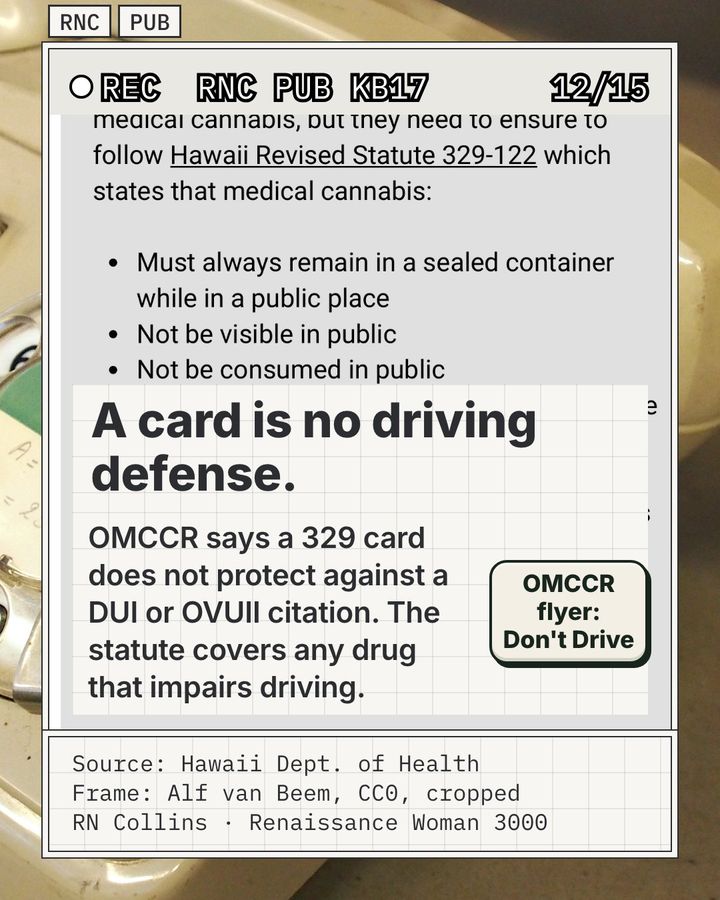 RNC PUB
REC RNC PUB KB17 12/15
medical cannabis, but they need to ensure to
follow Hawaii Revised Statute 329-122 which
states that medical cannabis:
• Must always remain in a sealed container
while in a public place
• Not be visible in public
• Not be consumed in public
A card is no driving
defense.
OMCCR says a 329 card
does not protect against a
DUI or OVUII citation. The
statute covers any drug
that impairs driving.
OMCCR
flyer:
Don't Drive
Source: Hawaii Dept. of Health
Frame: Alf van Beem, CC0, cropped
RN Collins · Renaissance Woman 3000